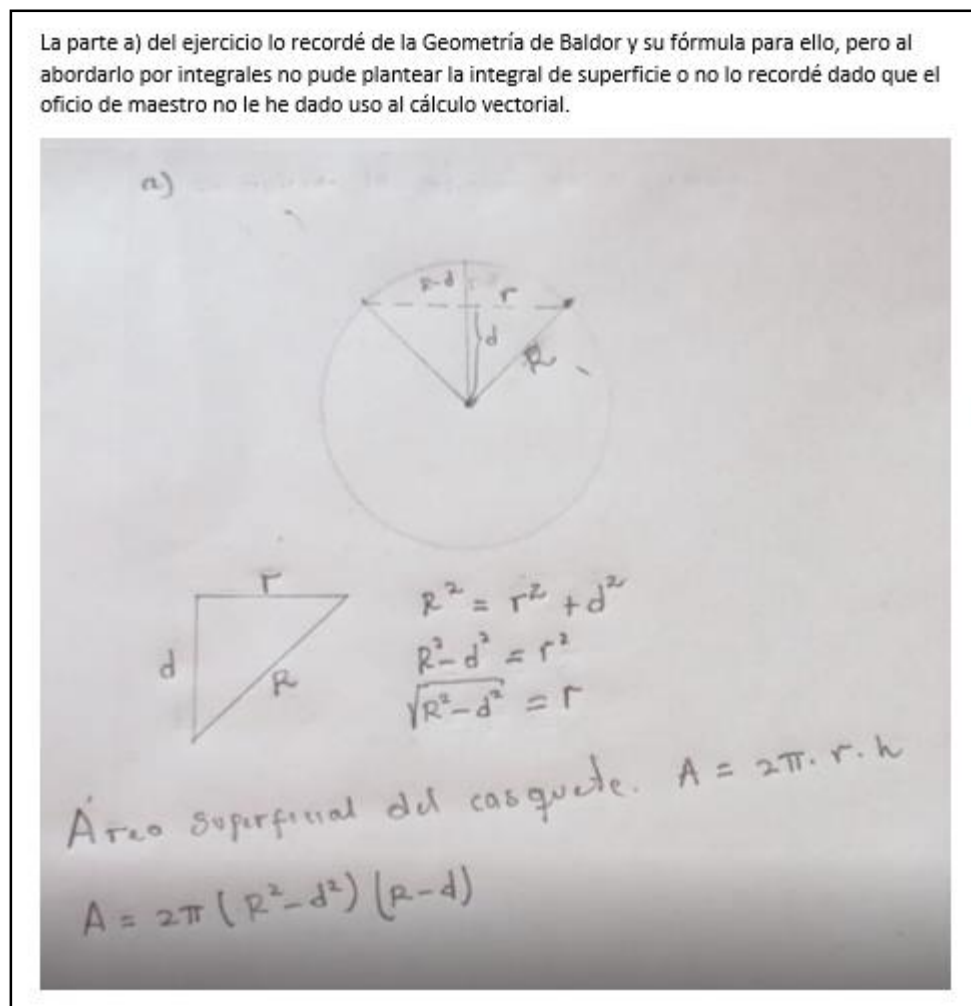 La parte a) del ejercicio lo recordé de la Geometría de Baldor y su fórmula para ello, pero al
abordarlo por integrales no pude plantear la integral de superficie o no lo recordé dado que el
oficio de maestro no le he dado uso al cálculo vectorial.
a)
R-d r
d
R
r
d
R
R² = r² + d²
R² - d² = r²
√R² - d² = r
Área superficial del casquete. A = 2π. r. h
A = 2π (R² - d²) (R-d)